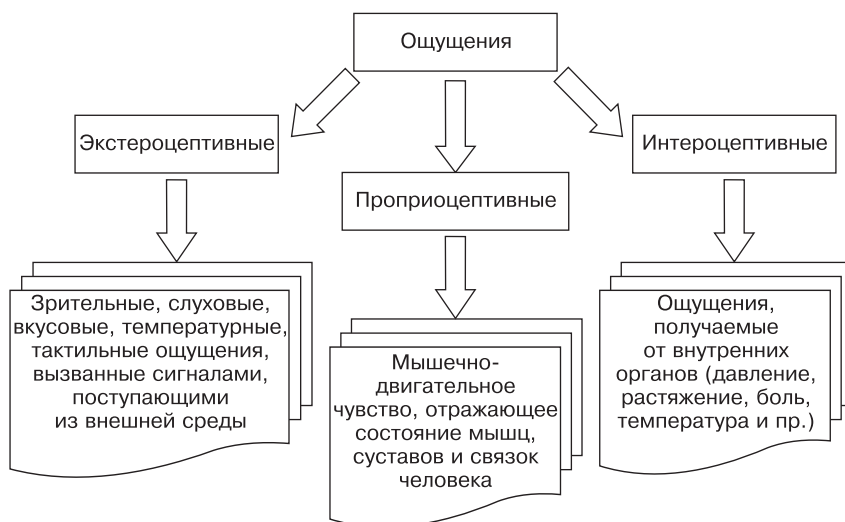 Ощущения
Экстероцептивные
Проприоцептивные
Интероцептивные
Зрительные, слуховые,
вкусовые, температурные,
тактильные ощущения,
вызванные сигналами,
поступающими
из внешней среды
Мышечно-
двигательное
чувство, отражающее
состояние мышц,
суставов и связок
человека
Ощущения,
получаемые
от внутренних
органов (давление,
растяжение, боль,
температура и пр.)